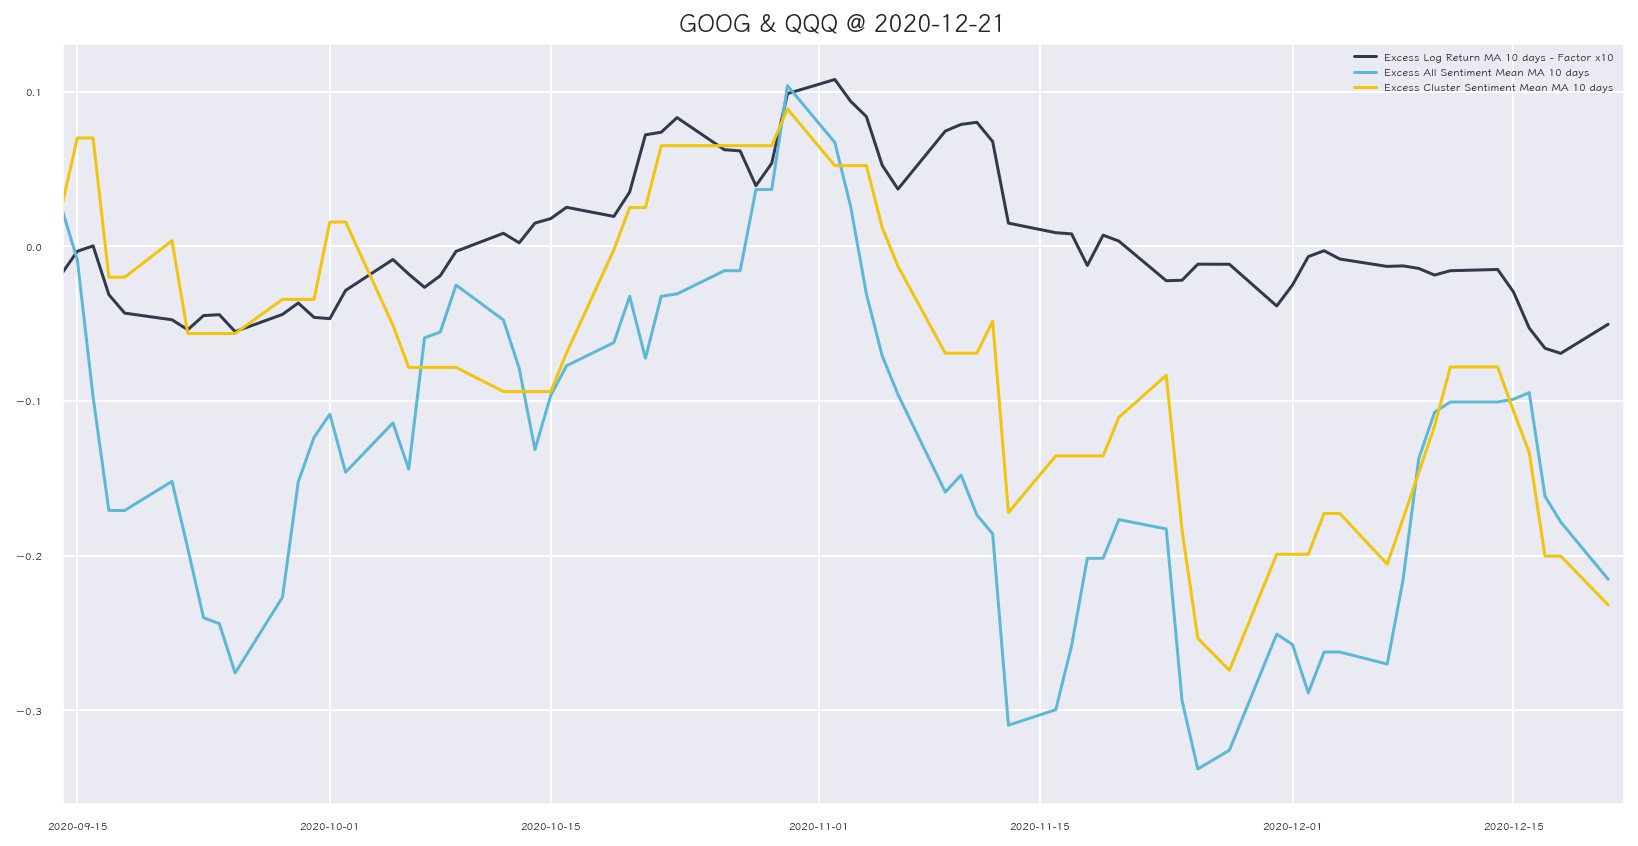 GOOG & QQQ @ 2020-12-21
Excess Log Return MA 10 days - Factor x10
Excess All Sentiment Mean MA 10 days
Excess Cluster Sentiment Mean MA 10 days
0.1
0.0
−0.1
−0.2
−0.3
2020-09-15 2020-10-01 2020-10-15 2020-11-01 2020-11-15 2020-12-01 2020-12-15